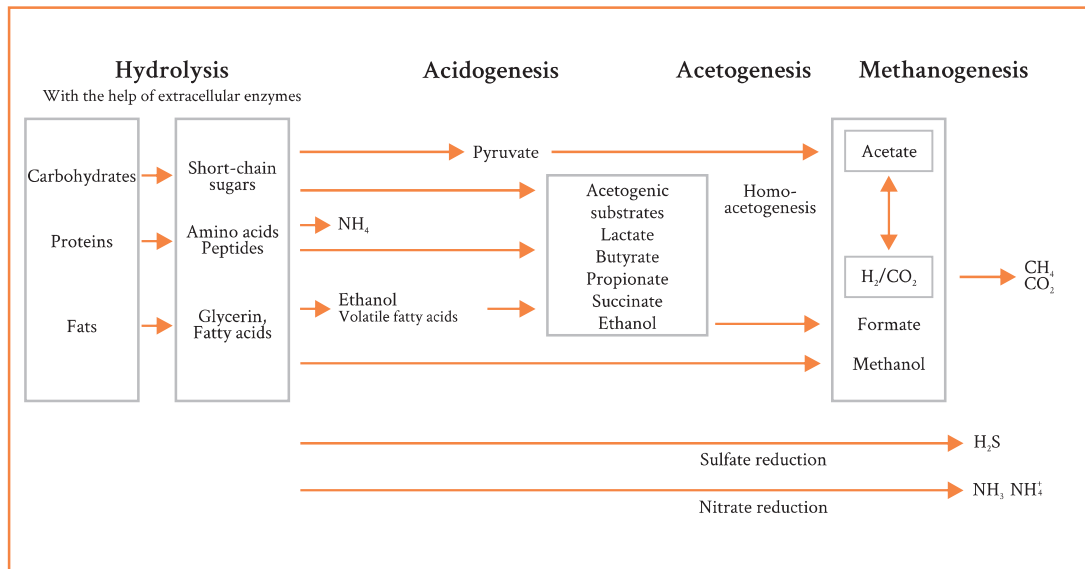 Hydrolysis
With the help of extracellular enzymes
Acidogenesis
Acetogenesis
Methanogenesis
Carbohydrates
Proteins
Fats
Short-chain
sugars
Amino acids
Peptides
Glycerin,
Fatty acids
Pyruvate
NH₄
Ethanol
Volatile fatty acids
Acetogenic
substrates
Lactate
Butyrate
Propionate
Succinate
Ethanol
Homo-
acetogenesis
Acetate
H₂/CO₂
Formate
Methanol
CH₄
CO₂
Sulfate reduction
H₂S
Nitrate reduction
NH₃ NH₄⁺